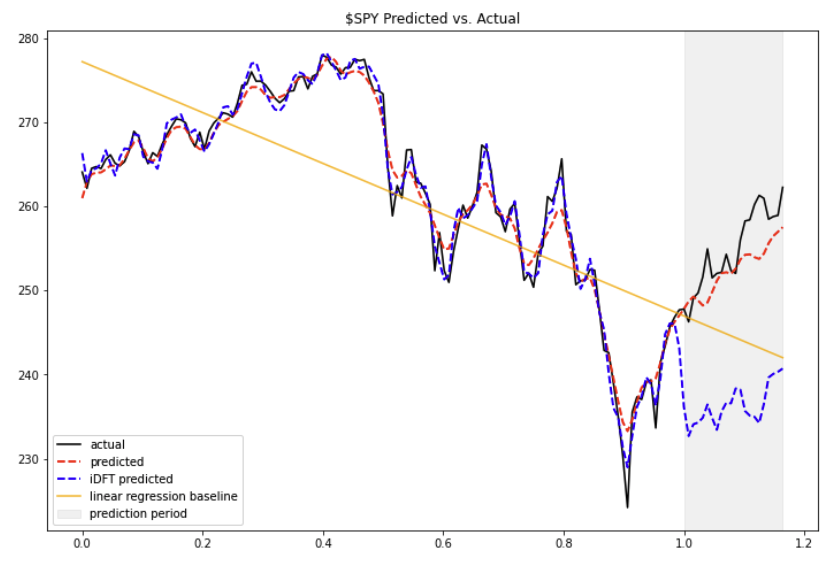 $SPY Predicted vs. Actual
280
270
260
250
240
230
actual
predicted
iDFT predicted
linear regression baseline
prediction period
0.0 0.2 0.4 0.6 0.8 1.0 1.2